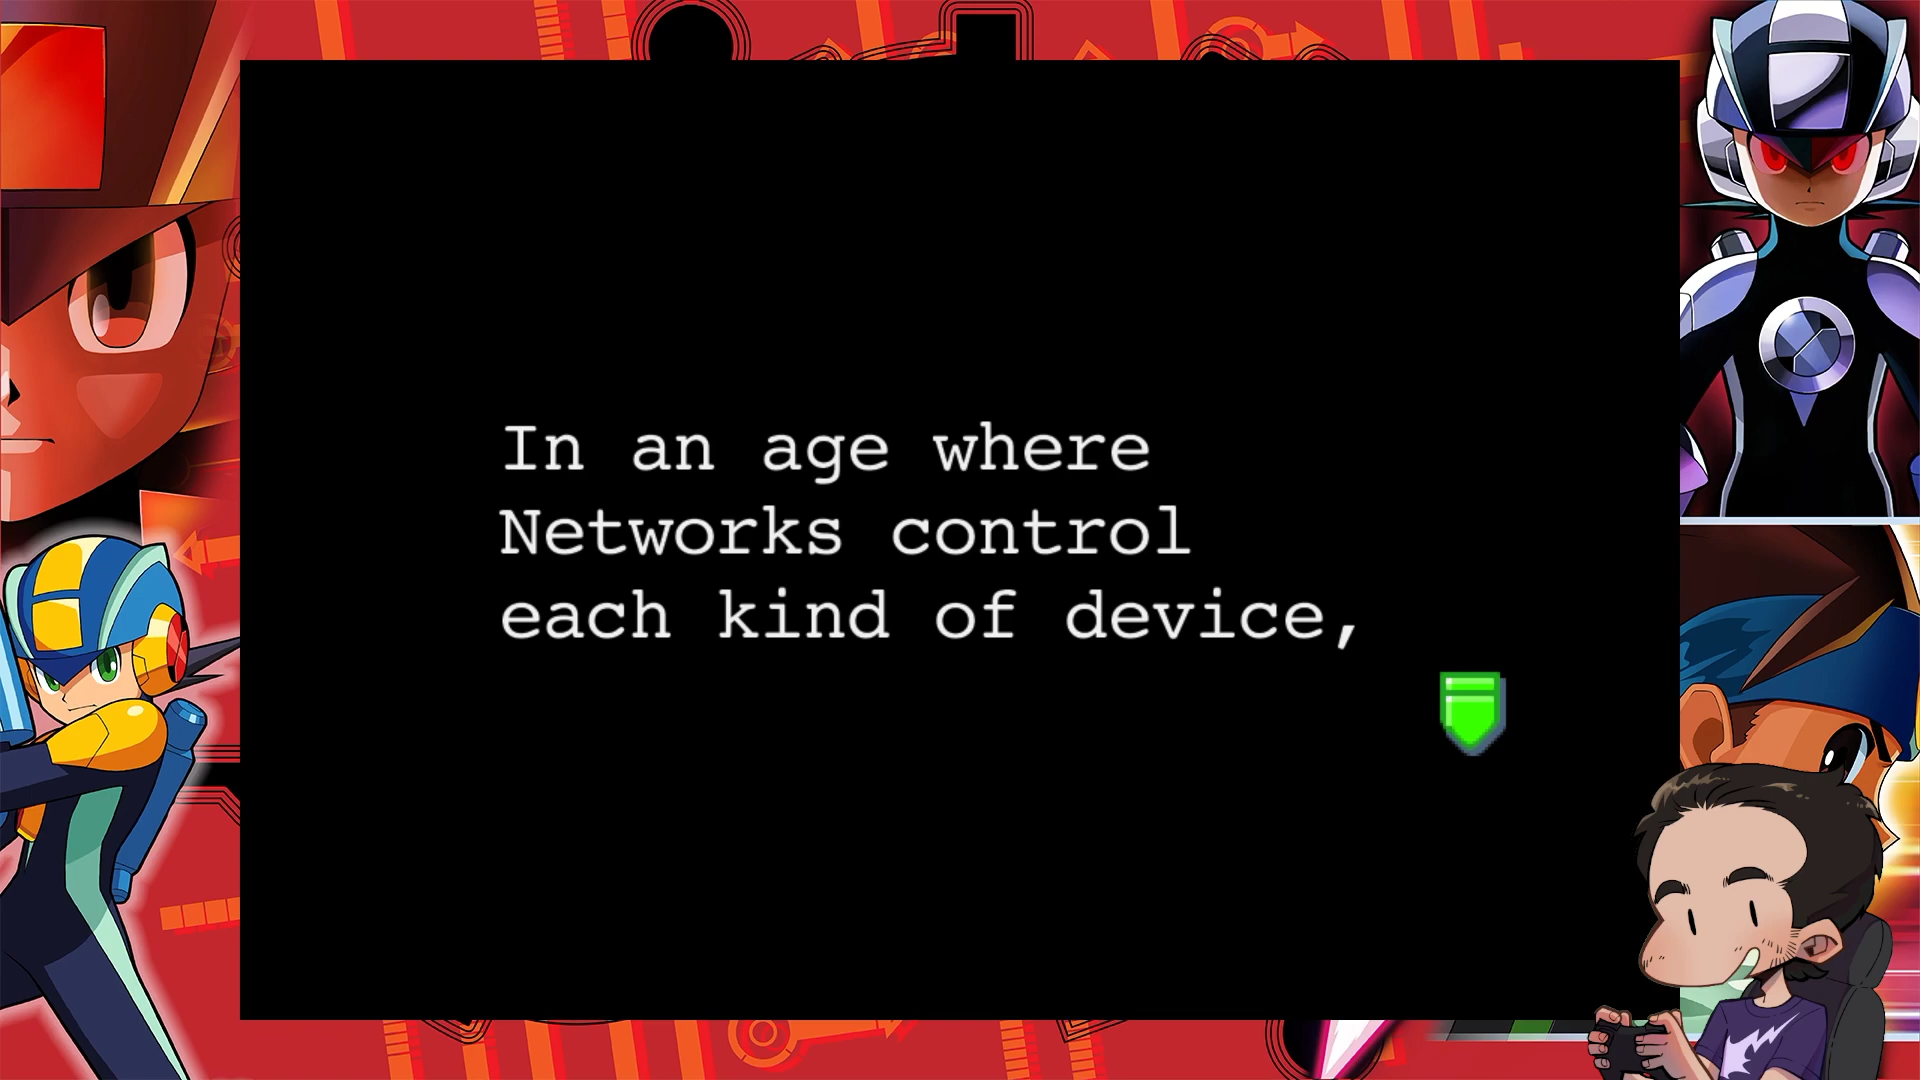 In an age where
Networks control
each kind of device,